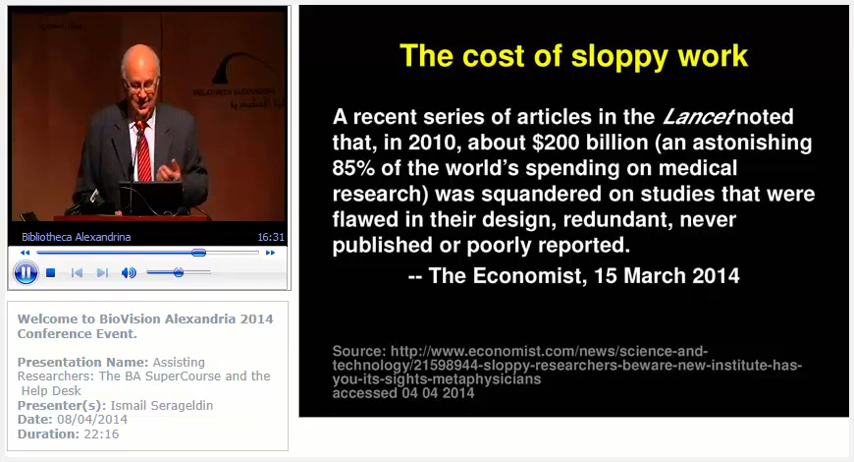 BIBLIOTHECA ALEXANDRINA
Bibliotheca Alexandrina 16:31
Welcome to BioVision Alexandria 2014
Conference Event.
Presentation Name: Assisting
Researchers: The BA SuperCourse and the
Help Desk
Presenter(s): Ismail Serageldin
Date: 08/04/2014
Duration: 22:16
The cost of sloppy work
A recent series of articles in the Lancet noted
that, in 2010, about $200 billion (an astonishing
85% of the world's spending on medical
research) was squandered on studies that were
flawed in their design, redundant, never
published or poorly reported.
-- The Economist, 15 March 2014
Source: http://www.economist.com/news/science-and-
technology/21598944-sloppy-researchers-beware-new-institute-has-
you-its-sights-metaphysicians
accessed 04 04 2014